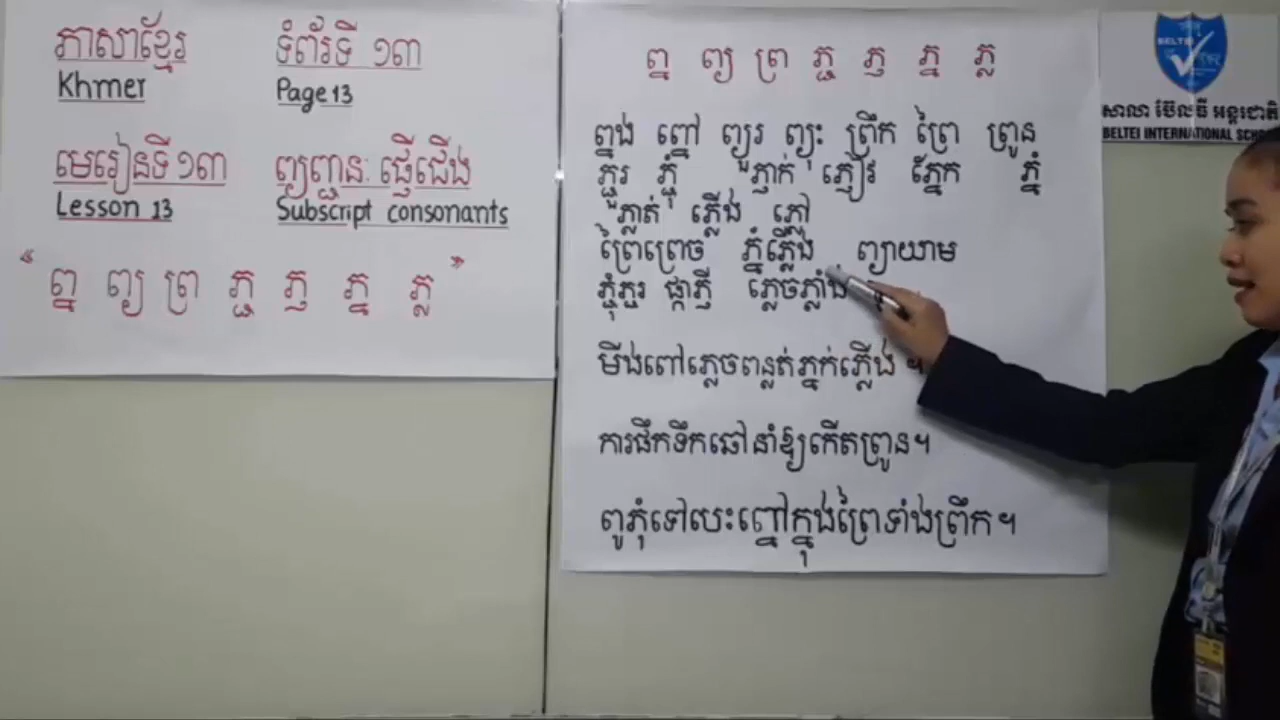 ភាសាខ្មែរ ទំព័រទី ១៣
Khmer Page 13
មេរៀនទី ១៣ ព្យញ្ជនៈ ផ្ញើជើង
Lesson 13 Subscript consonants
“ ព្ន ព្យ ព្រ ភ្ជ ភ្ញ ភ្ន ភ្ល ”
ព្ន ព្យ ព្រ ភ្ជ ភ្ញ ភ្ន ភ្ល
ព្នង់ ព្នៅ ព្យួរ ព្យុះ ព្រឹក ព្រៃ ព្រូន
ភ្ជួរ ភ្ជុំ ភ្ញាក់ ភ្ញៀវ ភ្នែក ភ្នំ
ភ្លាត់ ភ្លើង ភ្លៅ
ព្រៃព្រេច ភ្នំភ្លើង ព្យាយាម
ភ្ជុំភ្ជរ ផ្កាភ្ញី ភ្លេចភ្លាំង
មីងពៅភ្លេចពន្លត់ភ្នក់ភ្លើង ។
ការផឹកទឹកឆៅនាំឱ្យកើតព្រូន។
ពូភុំទៅបេះព្នៅក្នុងព្រៃទាំងព្រឹក។
BELTEI
សាលា ប៊ែលធី អន្តរជាតិ
BELTEI INTERNATIONAL